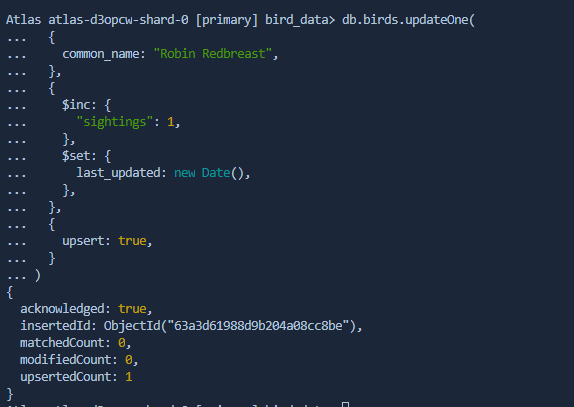 Atlas atlas-d3opcw-shard-0 [primary] bird_data> db.birds.updateOne(
...   {
...     common_name: "Robin Redbreast",
...   },
...   {
...     $inc: {
...       "sightings": 1,
...     },
...     $set: {
...       last_updated: new Date(),
...     },
...   },
...   {
...     upsert: true,
...   }
... )
{
  acknowledged: true,
  insertedId: ObjectId("63a3d61988d9b204a08cc8be"),
  matchedCount: 0,
  modifiedCount: 0,
  upsertedCount: 1
}